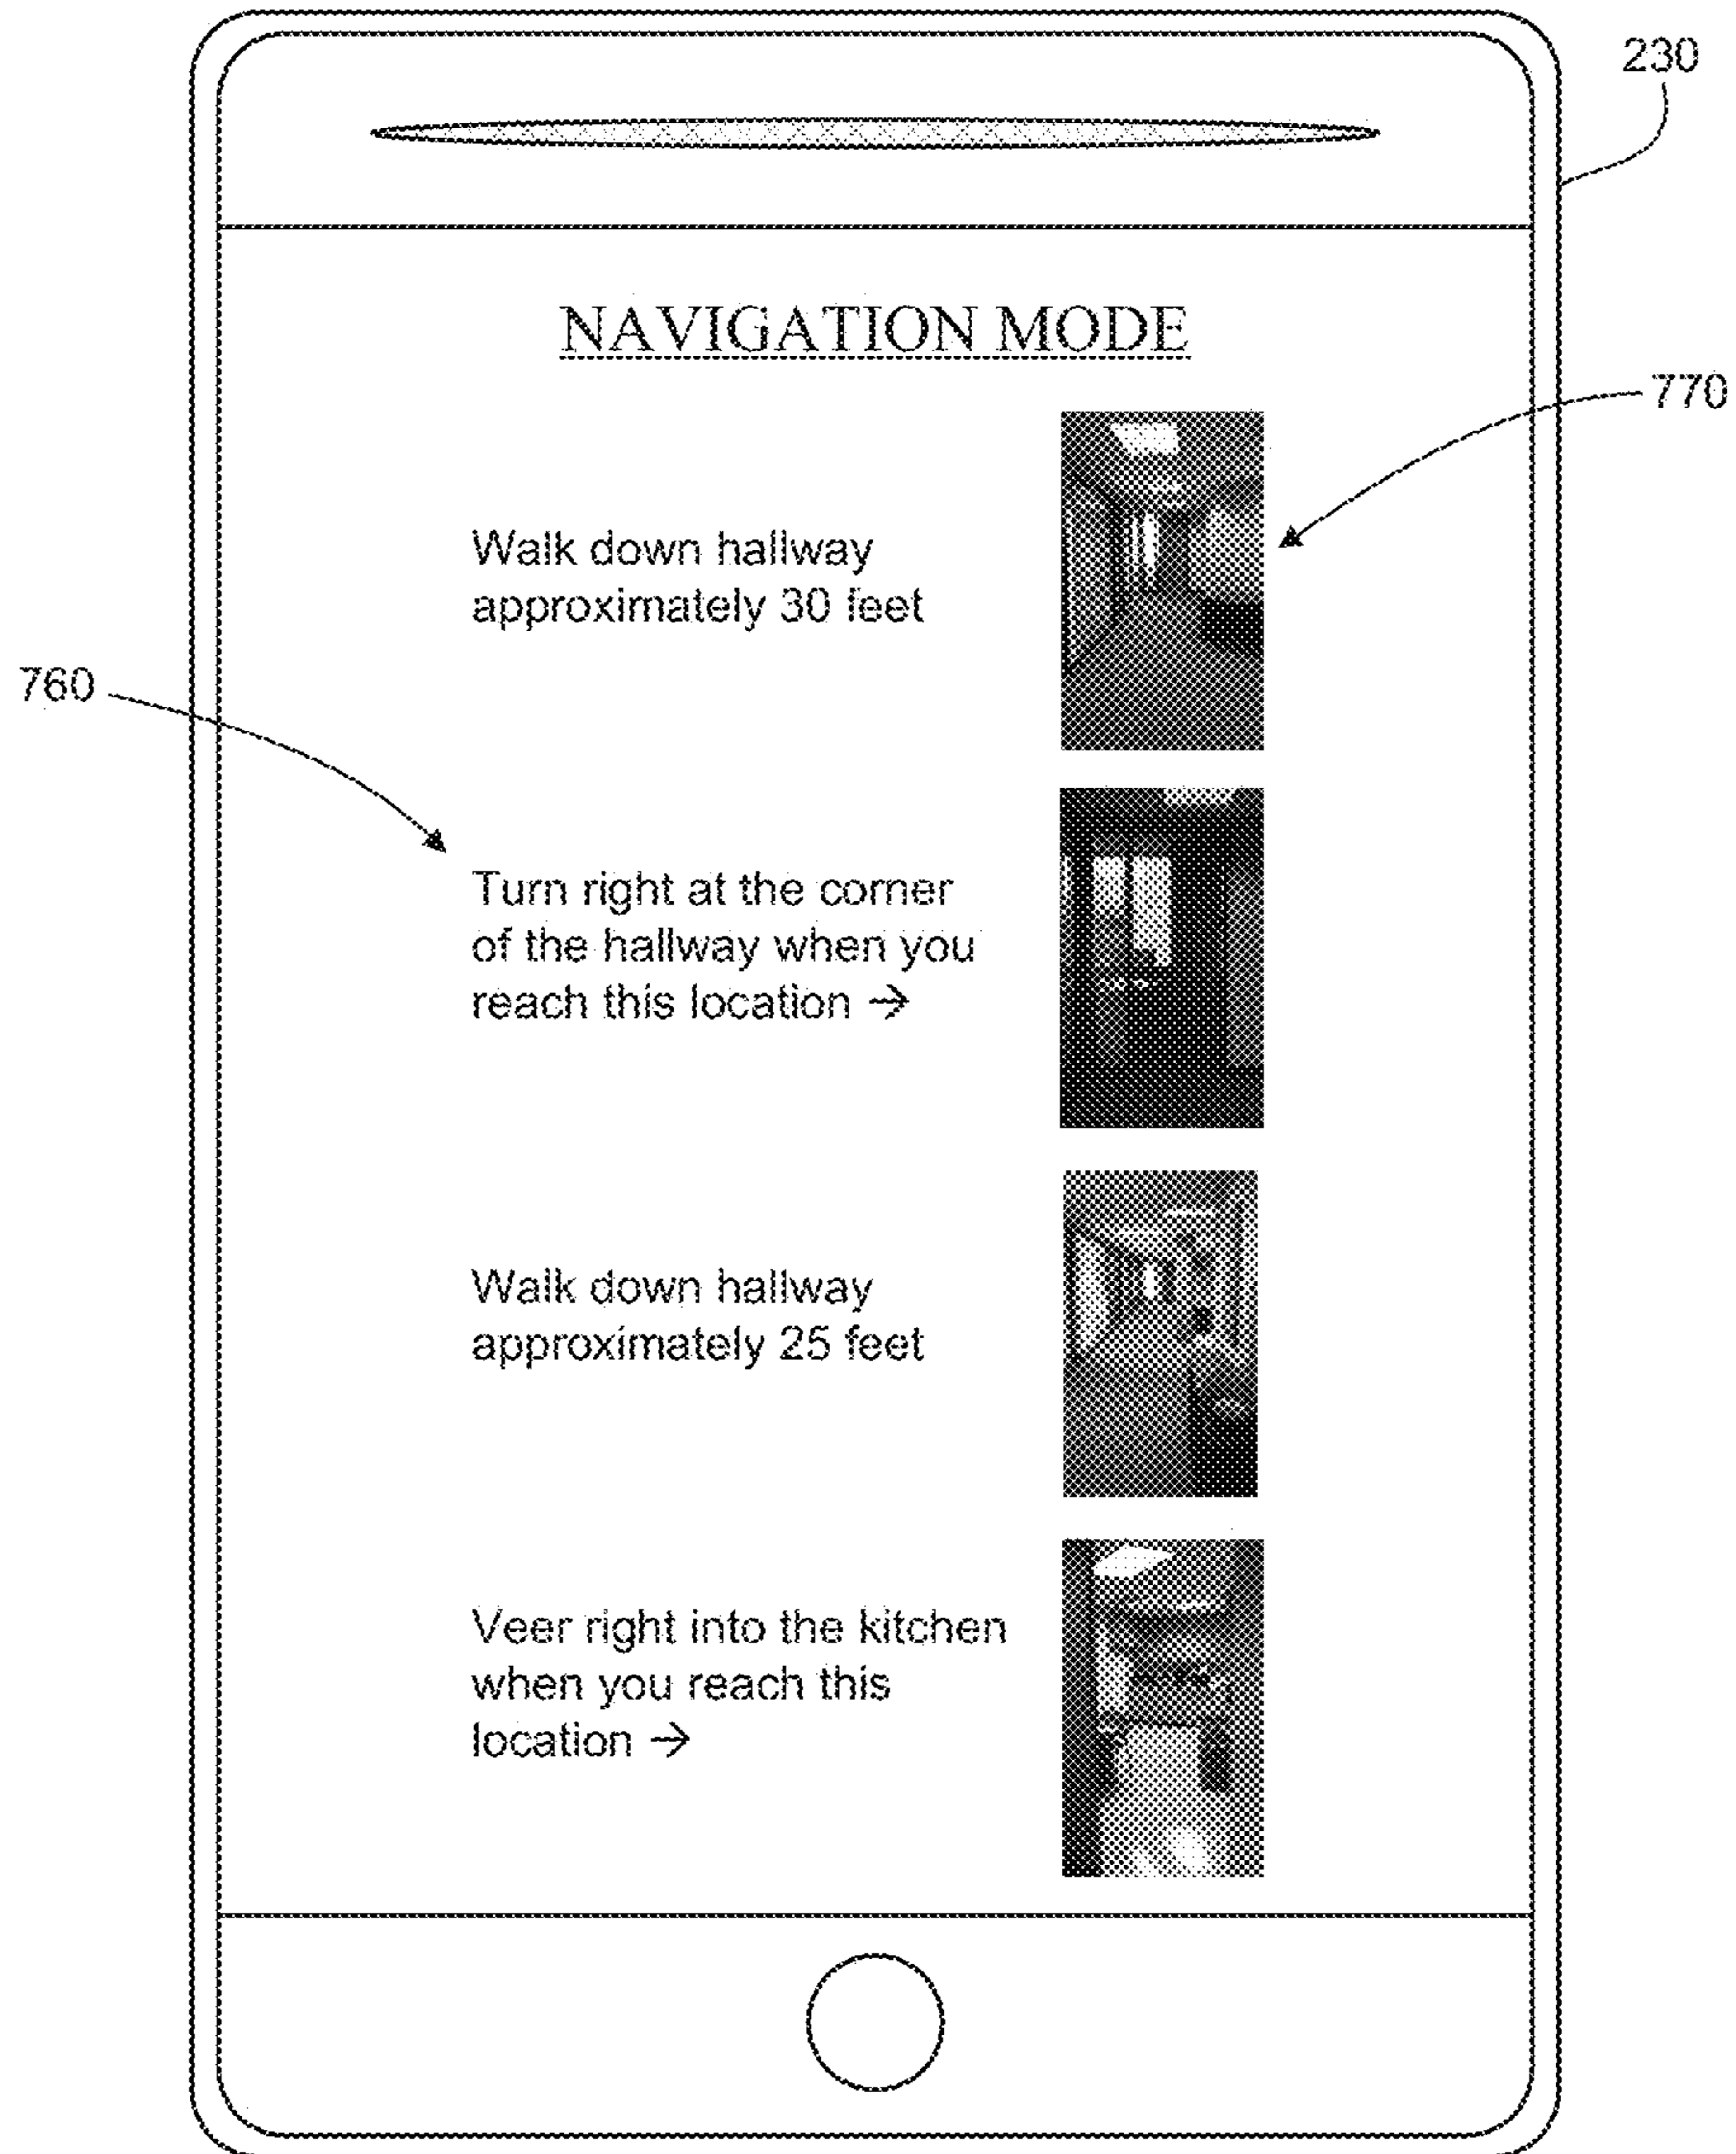 230
NAVIGATION MODE
770
Walk down hallway
approximately 30 feet
760
Turn right at the corner
of the hallway when you
reach this location →
Walk down hallway
approximately 25 feet
Veer right into the kitchen
when you reach this
location →